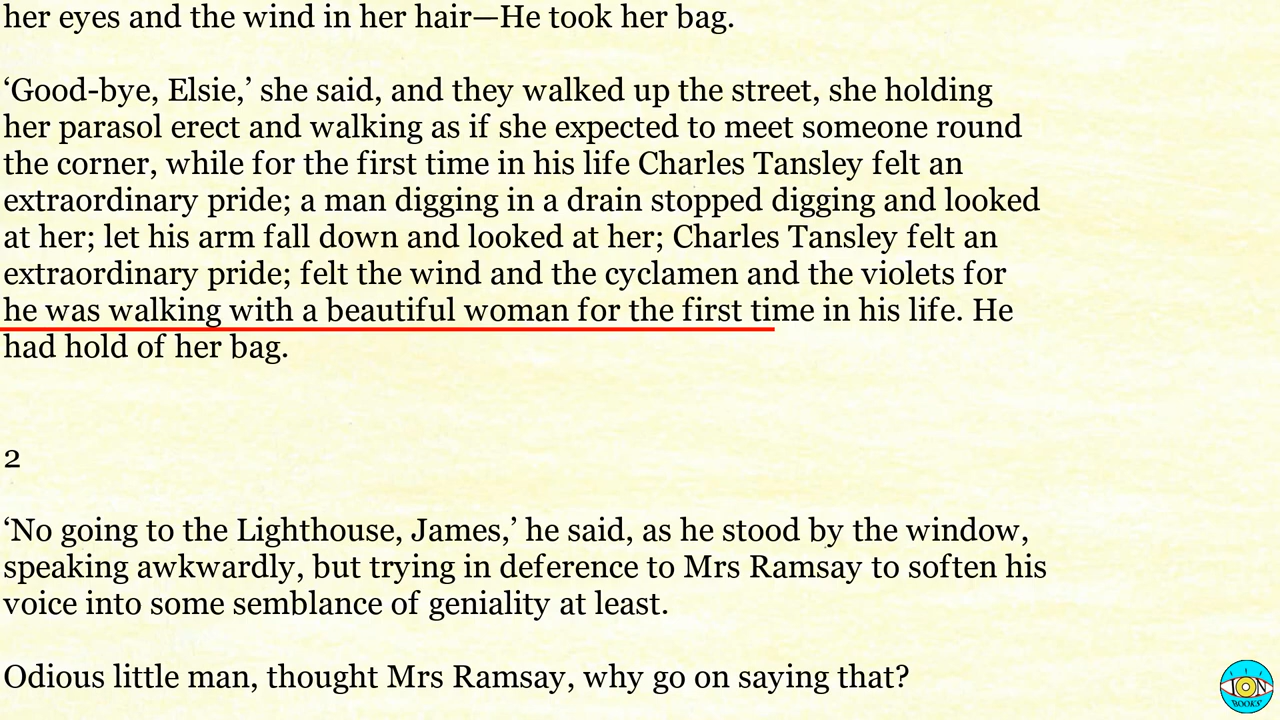 her eyes and the wind in her hair—He took her bag.
‘Good-bye, Elsie,’ she said, and they walked up the street, she holding
her parasol erect and walking as if she expected to meet someone round
the corner, while for the first time in his life Charles Tansley felt an
extraordinary pride; a man digging in a drain stopped digging and looked
at her; let his arm fall down and looked at her; Charles Tansley felt an
extraordinary pride; felt the wind and the cyclamen and the violets for
he was walking with a beautiful woman for the first time in his life. He
had hold of her bag.
2
‘No going to the Lighthouse, James,’ he said, as he stood by the window,
speaking awkwardly, but trying in deference to Mrs Ramsay to soften his
voice into some semblance of geniality at least.
Odious little man, thought Mrs Ramsay, why go on saying that?
ION
BOOKS